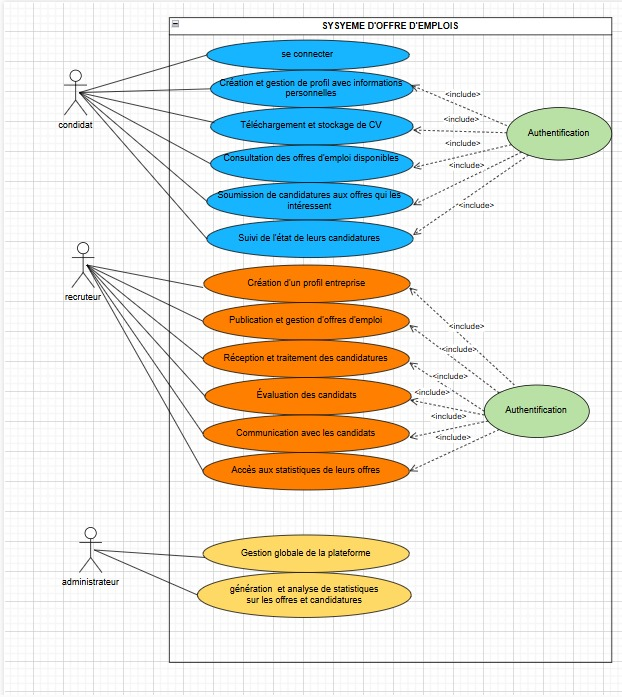 SYSYEME D'OFFRE D'EMPLOIS
se connecter
Création et gestion de profil avec informations
personnelles
<include>
candidat
Téléchargement et stockage de CV
<include>
Authentification
<include>
Consultation des offres d'emploi disponibles
<include>
Soumission de candidatures aux offres qui les
intéressent
<include>
Suivi de l'état de leurs candidatures
recruteur
Création d'un profil entreprise
Publication et gestion d'offres d'emploi
<include>
<include>
Réception et traitement des candidatures
<include>
Évaluation des candidats
<include>
Authentification
<include>
Communication avec les candidats
<include>
Accès aux statistiques de leurs offres
Gestion globale de la plateforme
administrateur
génération et analyse de statistiques
sur les offres et candidatures